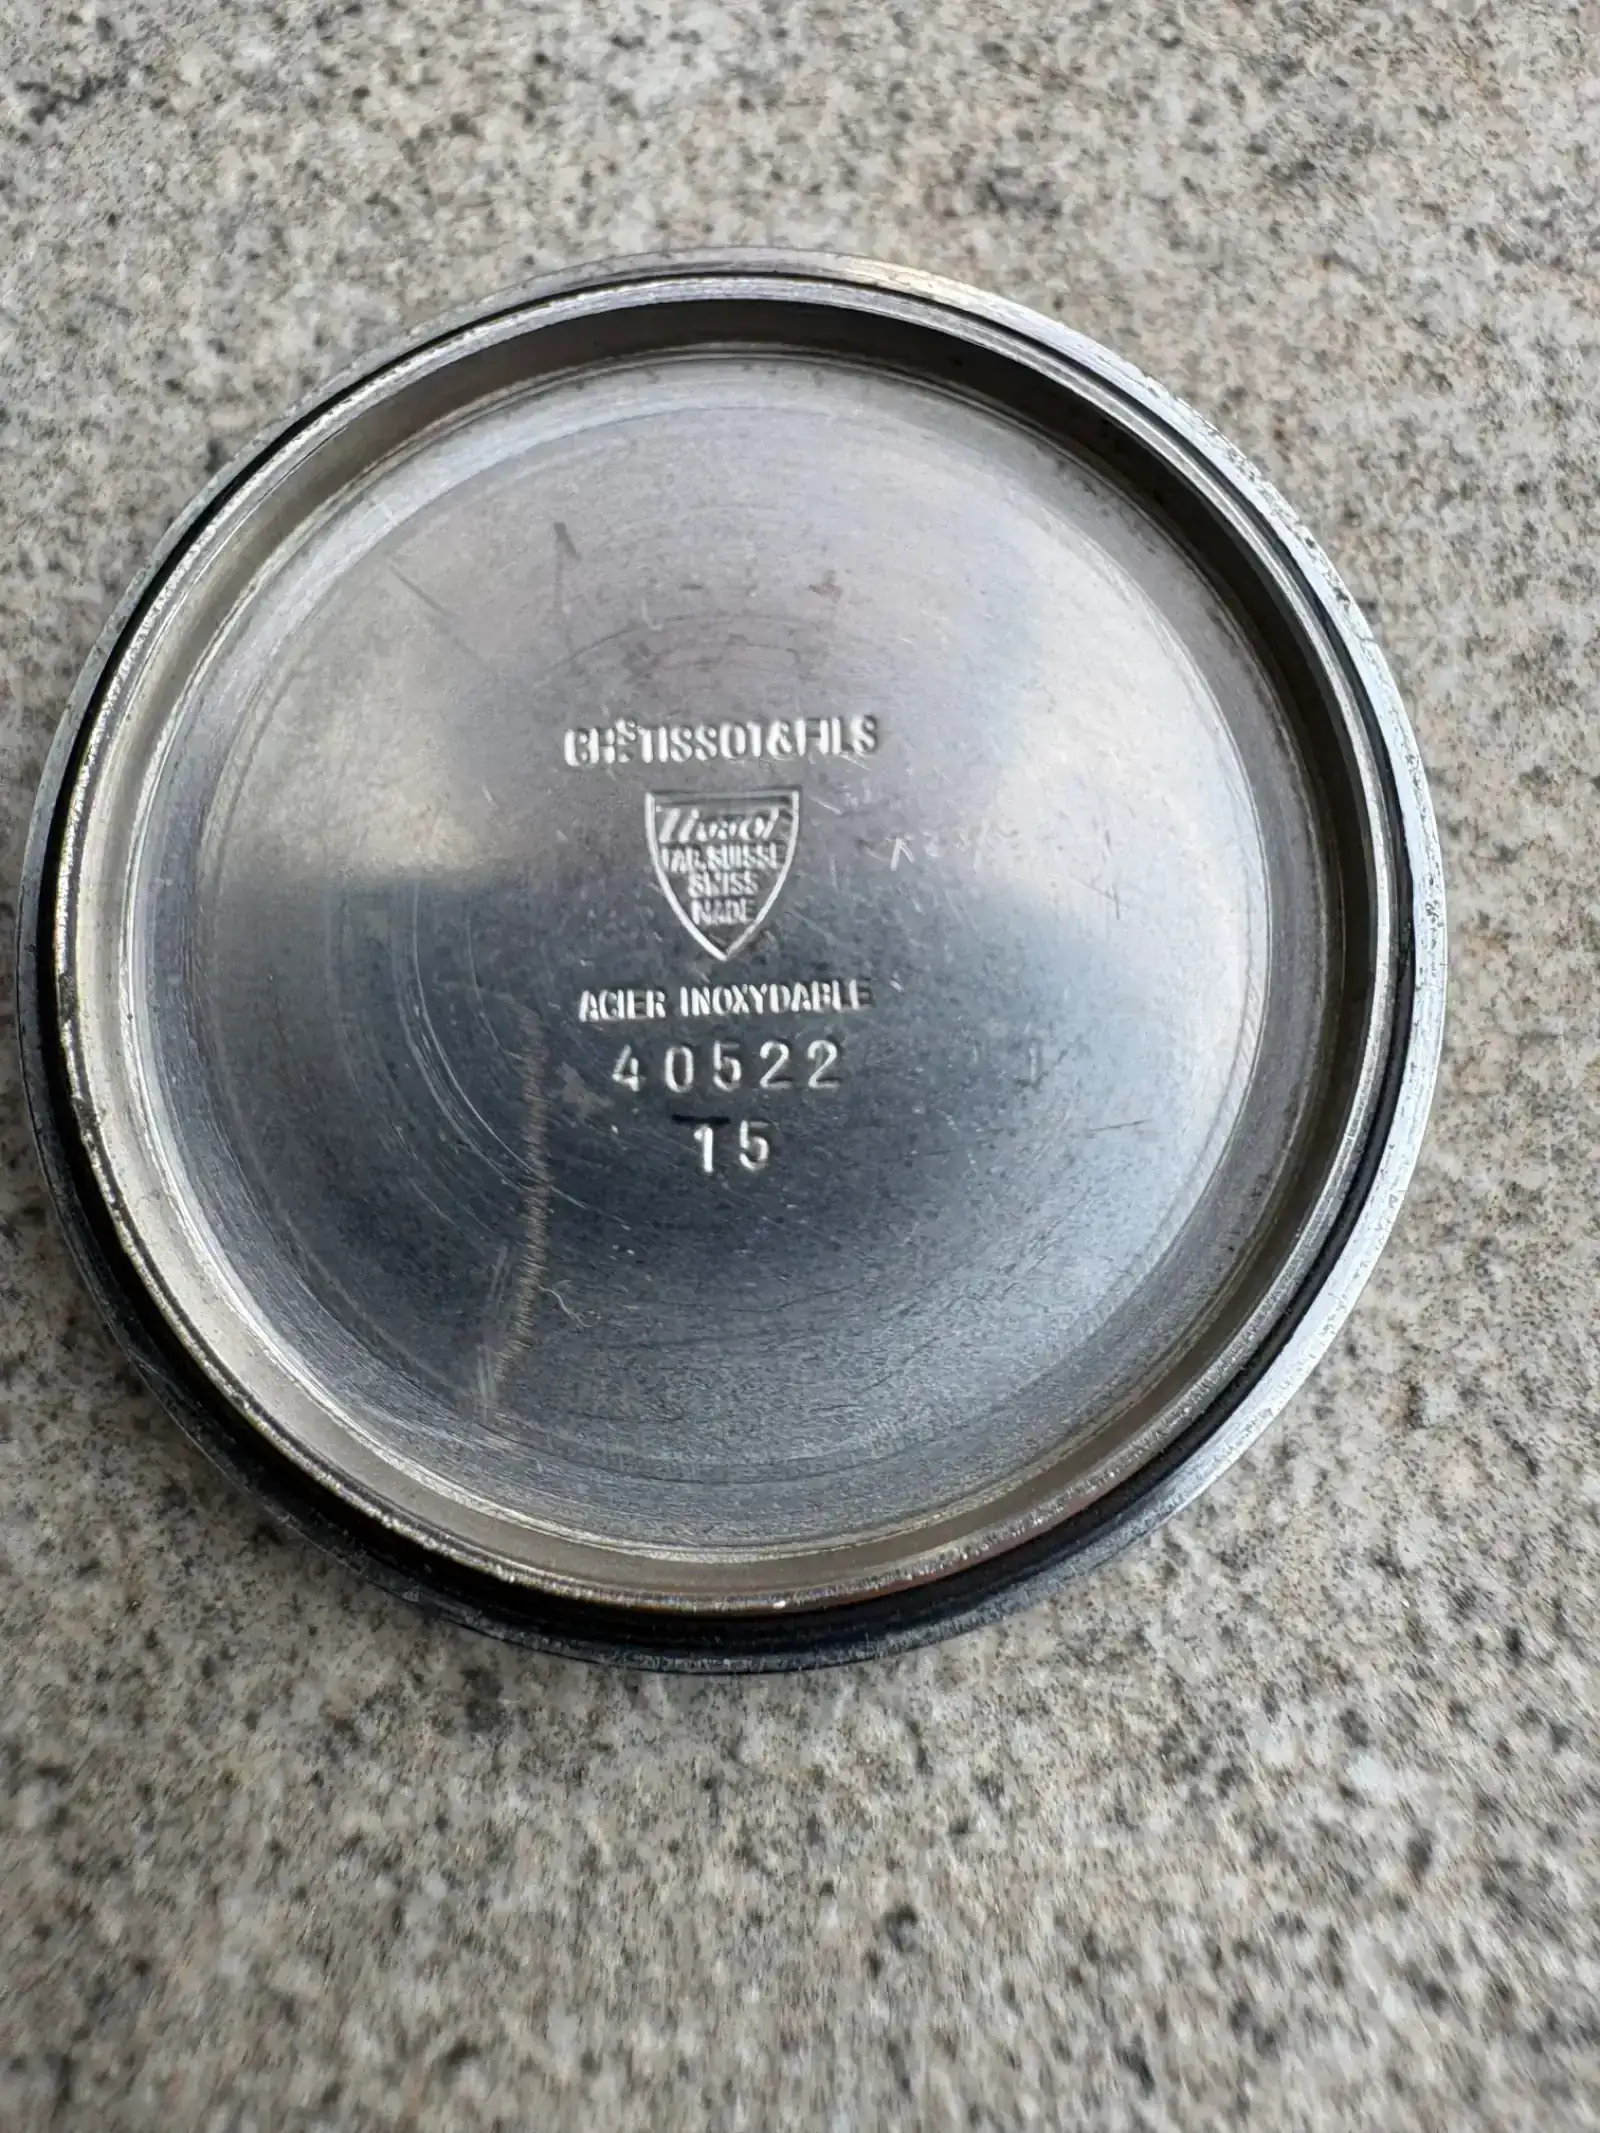 CHS TISSOT & FILS
Tissot
FAB. SUISSE
SWISS
MADE
ACIER INOXYDABLE
40522
15